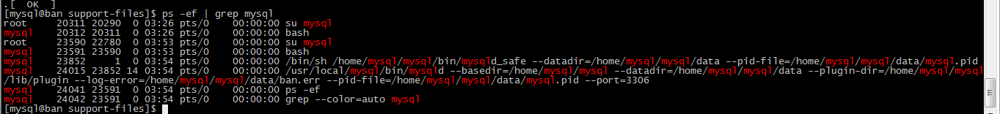 .[  OK  ]
[mysql@ban support-files]$ ps -ef | grep mysql
root     20311 20290  0 03:26 pts/0    00:00:00 su mysql
mysql    20312 20311  0 03:26 pts/0    00:00:00 bash
root     23590 22780  0 03:53 pts/0    00:00:00 su mysql
mysql    23591 23590  0 03:53 pts/0    00:00:00 bash
mysql    23852     1  0 03:54 pts/0    00:00:00 /bin/sh /home/mysql/mysql/bin/mysqld_safe --datadir=/home/mysql/mysql/data --pid-file=/home/mysql/mysql/data/mysql.pid
mysql    24015 23852 14 03:54 pts/0    00:00:00 /usr/local/mysql/bin/mysqld --basedir=/home/mysql/mysql --datadir=/home/mysql/mysql/data --plugin-dir=/home/mysql/mysql
/lib/plugin --log-error=/home/mysql/mysql/data/ban.err --pid-file=/home/mysql/mysql/data/mysql.pid --port=3306
mysql    24041 23591  0 03:54 pts/0    00:00:00 ps -ef
mysql    24042 23591  0 03:54 pts/0    00:00:00 grep --color=auto mysql
[mysql@ban support-files]$